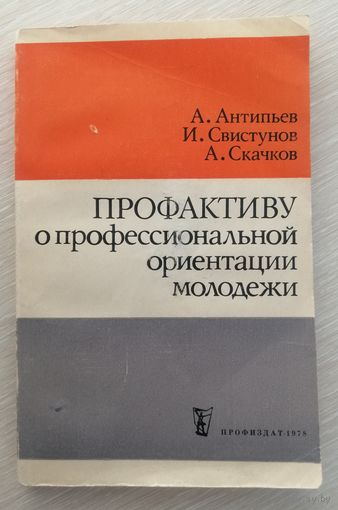 А. Антипьев
И. Свистунов
А. Скачков
ПРОФАКТИВУ
о профессиональной
ориентации
молодежи
ПРОФИЗДАТ-1978